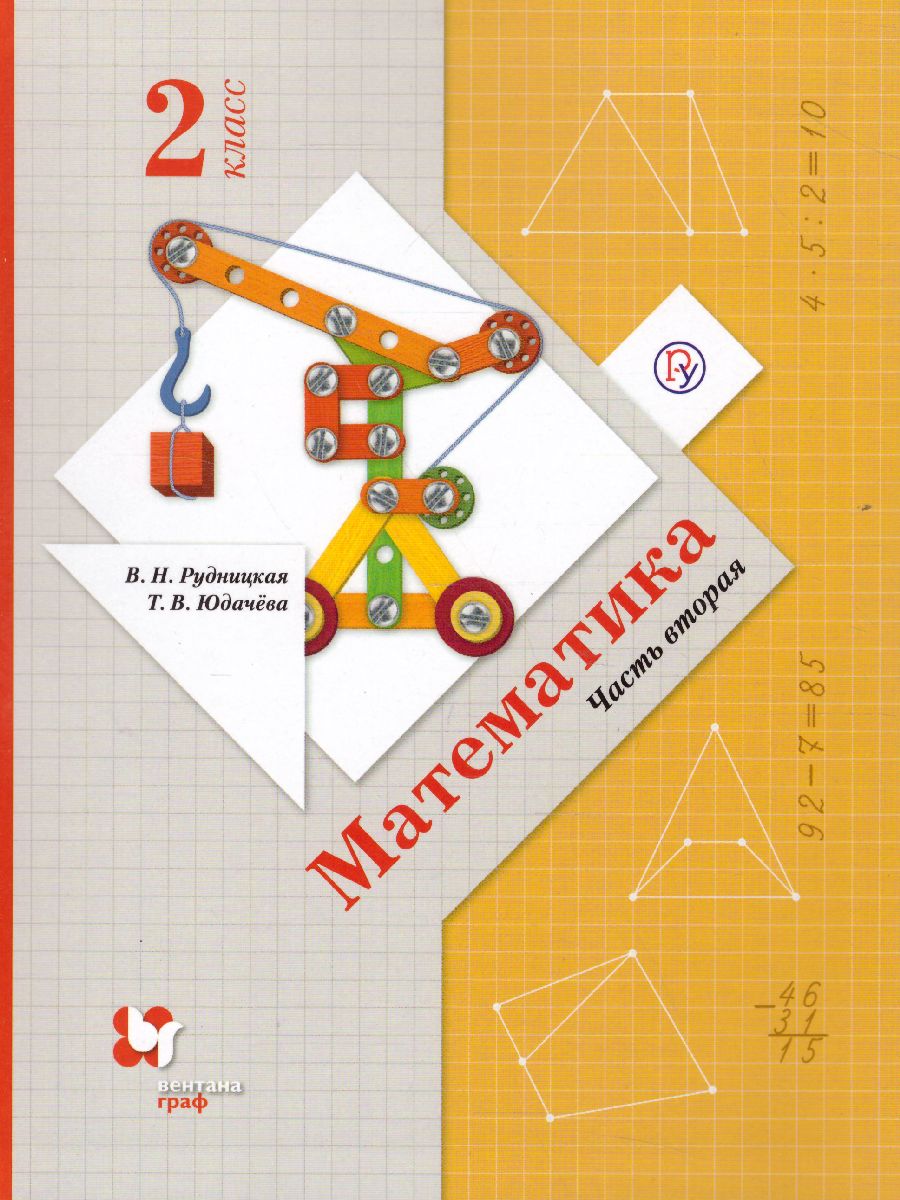 2
класс
4 · 5 : 2 = 10
РУ
В. Н. Рудницкая
Т. В. Юдачёва
Математика
Часть вторая
92 - 7 = 85
- 46
31
15
вентана
граф